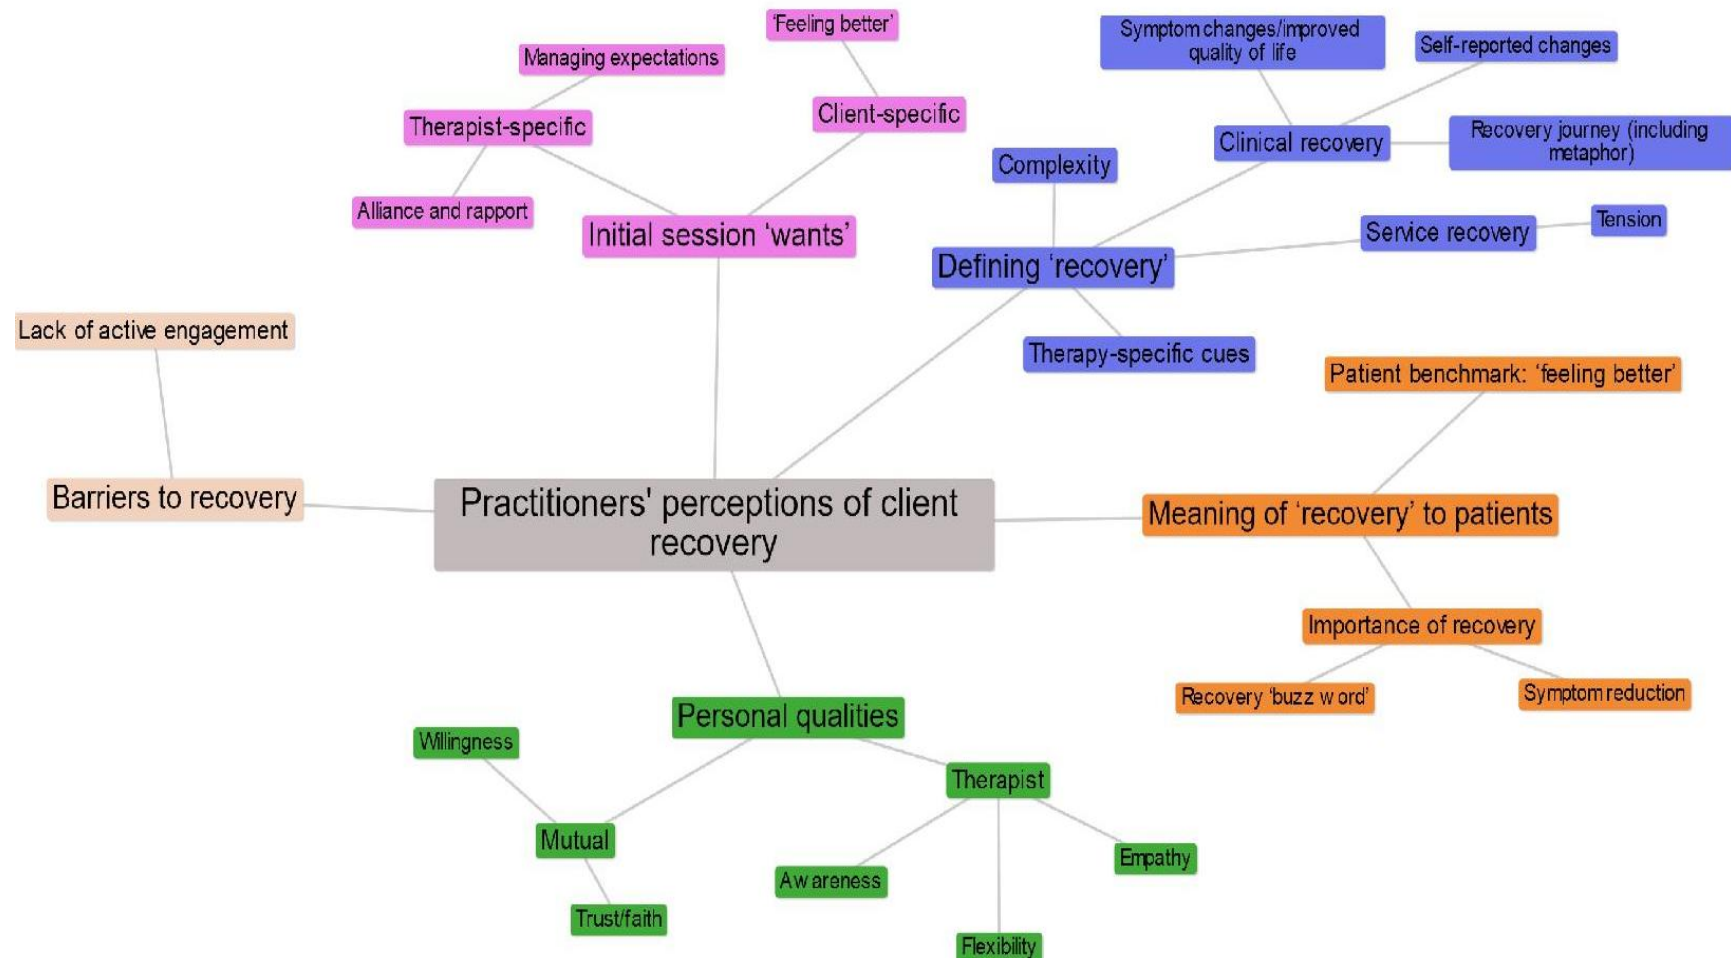 'Feeling better'
Managing expectations
Therapist-specific
Client-specific
Alliance and rapport
Initial session 'wants'
Symptom changes/improved
quality of life
Self-reported changes
Clinical recovery
Recovery journey (including
metaphor)
Complexity
Service recovery
Tension
Defining 'recovery'
Therapy-specific cues
Lack of active engagement
Barriers to recovery
Practitioners' perceptions of client
recovery
Patient benchmark: 'feeling better'
Meaning of 'recovery' to patients
Importance of recovery
Recovery 'buzz word'
Symptom reduction
Personal qualities
Willingness
Mutual
Trust/faith
Therapist
Awareness
Empathy
Flexibility